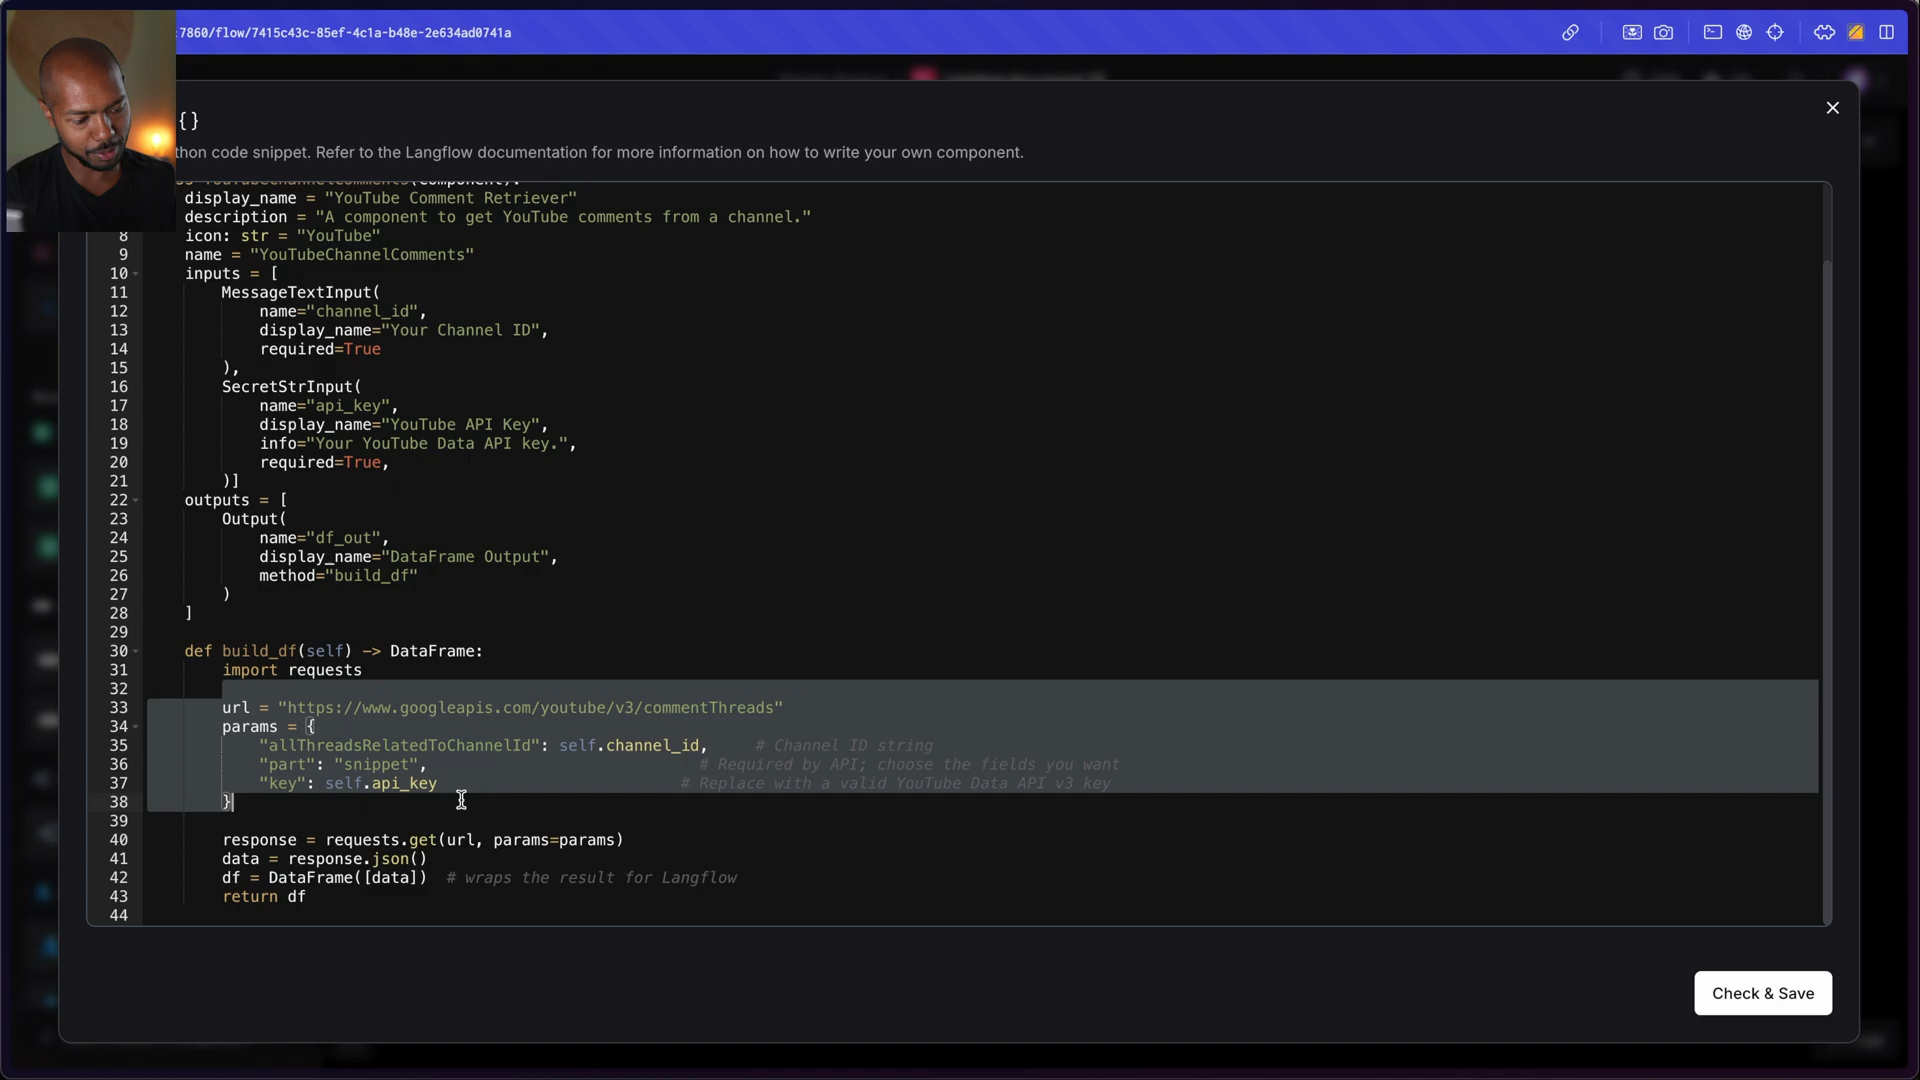 :7860/flow/7415c43c-85ef-4c1a-b48e-2e634ad0741a
{}
thon code snippet. Refer to the Langflow documentation for more information on how to write your own component.
display_name = "YouTube Comment Retriever"
description = "A component to get YouTube comments from a channel."
8 icon: str = "YouTube"
9 name = "YouTubeChannelComments"
10 inputs = [
11 MessageTextInput(
12 name="channel_id",
13 display_name="Your Channel ID",
14 required=True
15 ),
16 SecretStrInput(
17 name="api_key",
18 display_name="YouTube API Key",
19 info="Your YouTube Data API key.",
20 required=True,
21 )]
22 outputs = [
23 Output(
24 name="df_out",
25 display_name="DataFrame Output",
26 method="build_df"
27 )
28 ]
29
30 def build_df(self) -> DataFrame:
31 import requests
32
33 url = "https://www.googleapis.com/youtube/v3/commentThreads"
34 params = {
35 "allThreadsRelatedToChannelId": self.channel_id, # Channel ID string
36 "part": "snippet", # Required by API; choose the fields you want
37 "key": self.api_key # Replace with a valid YouTube Data API v3 key
38 }
39
40 response = requests.get(url, params=params)
41 data = response.json()
42 df = DataFrame([data]) # wraps the result for Langflow
43 return df
44
Check & Save